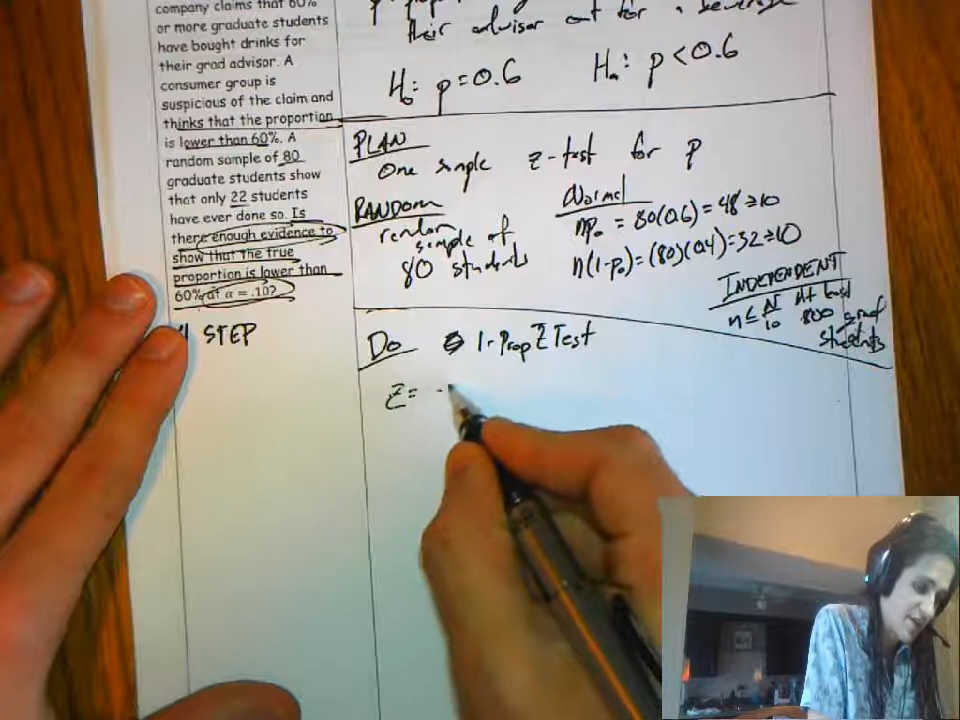 company claims that 60%
or more graduate students
have bought drinks for
their grad advisor. A
consumer group is
suspicious of the claim and
thinks that the proportion
is lower than 60%. A
random sample of 80
graduate students show
that only 22 students
have ever done so. Is
there enough evidence to
show that the true
proportion is lower than
60% at α = .10?
STEP
their advisor out for a beverage
H₀: p=0.6 Hₐ: p<0.6
PLAN
One sample z-test for p
RANDOM
random
sample of
80 students
Normal
np₀ = 80(0.6) = 48 ≥ 10
n(1-p₀) = (80)(0.4) = 32 ≥ 10
INDEPENDENT
n ≤ N/10 At least
800 grad
students
Do 1-PropZTest
Z= -